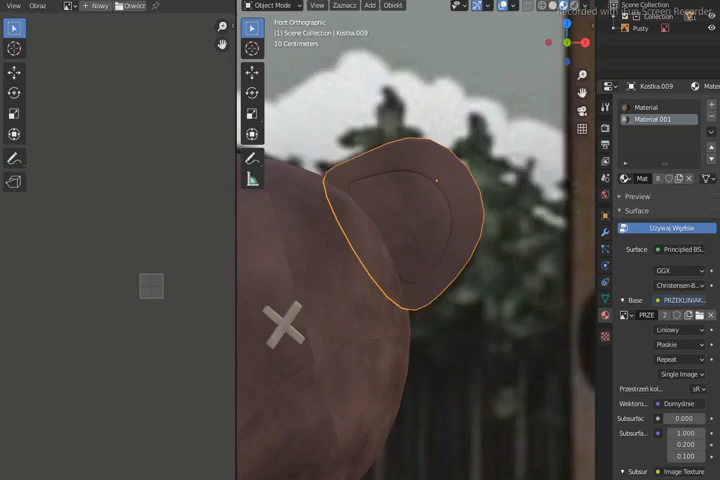 Obraz
Nowy
Otwórz
View
Object Mode
View
Zaznacz
Add
Obiekt
Recorded with iTop Screen Recorder
Scene Collection
Collection
Pusty
Front Orthographic
(1) Scene Collection | Kostka.009
10 Centimeters
Kostka.009
Mater
Material
Material.001
Mat
8
Preview
Surface
Używaj Węzłów
Surface
Principled BS...
GGX
Christensen-B...
Base
PRZEKLINIAK...
PRZE
2
Liniowy
Płaskie
Repeat
Single Image
Przestrzeń kol...
sR
Wektoro...
Domyślnie
Subsurfac
0.000
Subsurfa..
1.000
0.200
0.100
Subsur
Image Texture